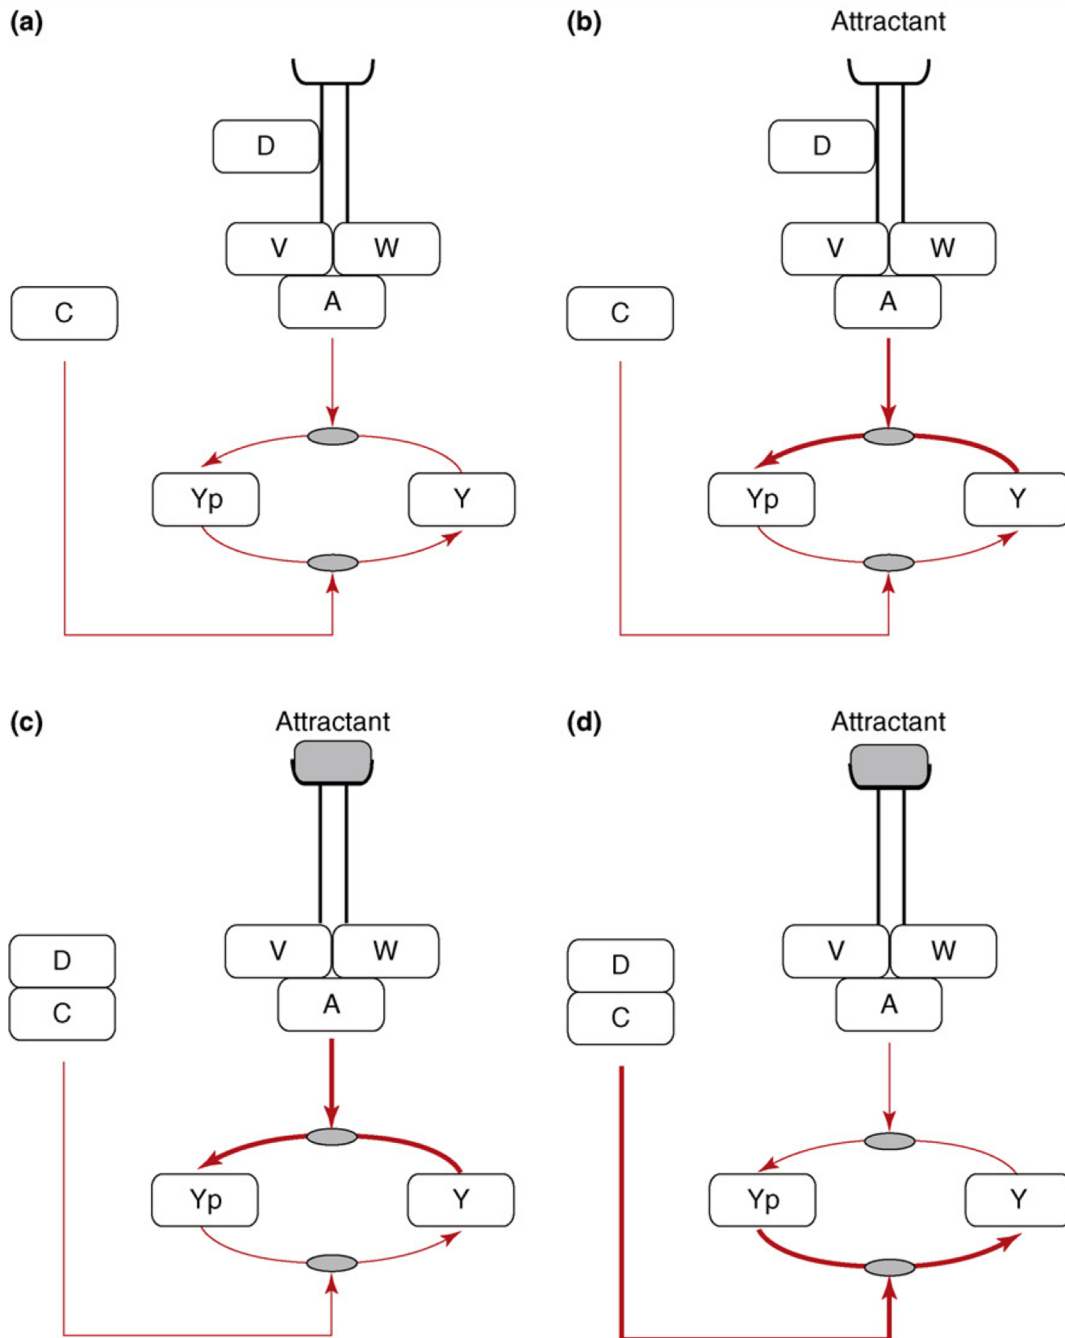 (a)
D
V W
A
C
Yp Y
(b) Attractant
D
V W
A
C
Yp Y
(c) Attractant
D
V W
C
A
Yp Y
(d) Attractant
D
V W
C
A
Yp Y